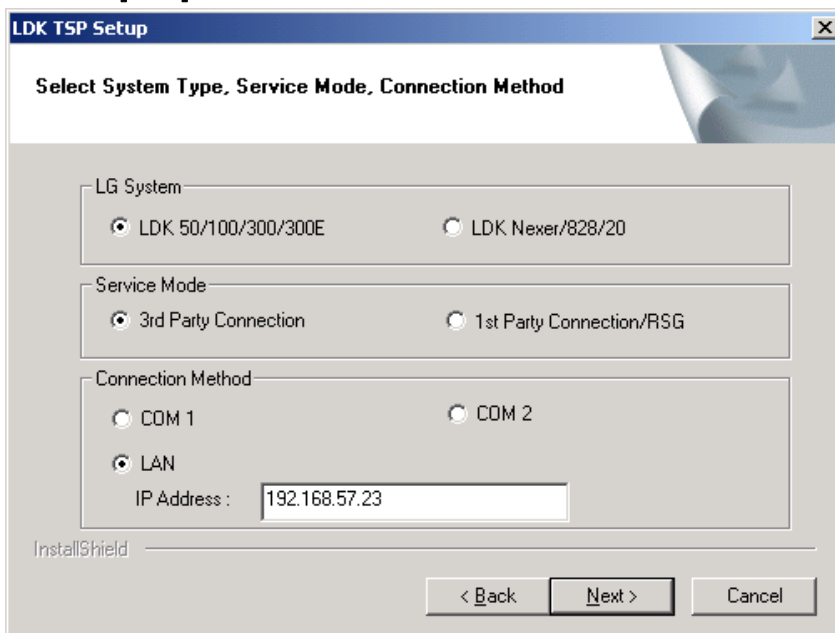 LDK TSP Setup
Select System Type, Service Mode, Connection Method
LG System
LDK 50/100/300/300E LDK Nexer/828/20
Service Mode
3rd Party Connection 1st Party Connection/RSG
Connection Method
COM 1 COM 2
LAN
IP Address : 192.168.57.23
InstallShield
< Back Next > Cancel